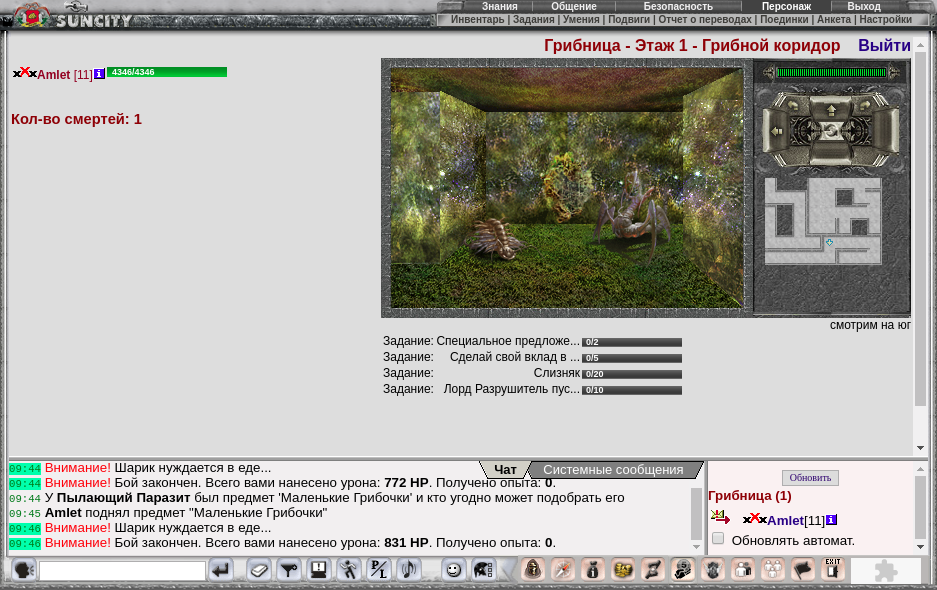 SUNCITY
Знания Общение Безопасность Персонаж Выход
Инвентарь | Задания | Умения | Подвиги | Отчет о переводах | Поединки | Анкета | Настройки
Грибница - Этаж 1 - Грибной коридор Выйти
Amlet [11] 4346/4346
Кол-во смертей: 1
смотрим на юг
Задание: Специальное предложе... 0/2
Задание: Сделай свой вклад в ... 0/5
Задание: Слизняк 0/20
Задание: Лорд Разрушитель пус... 0/10
Чат Системные сообщения
09:44 Внимание! Шарик нуждается в еде...
09:44 Внимание! Бой закончен. Всего вами нанесено урона: 772 HP. Получено опыта: 0.
09:44 У Пылающий Паразит был предмет 'Маленькие Грибочки' и кто угодно может подобрать его
09:45 Amlet поднял предмет "Маленькие Грибочки"
09:46 Внимание! Шарик нуждается в еде...
09:46 Внимание! Бой закончен. Всего вами нанесено урона: 831 HP. Получено опыта: 0.
Обновить
Грибница (1)
Amlet[11]
Обновлять автомат.
P/L
EXIT